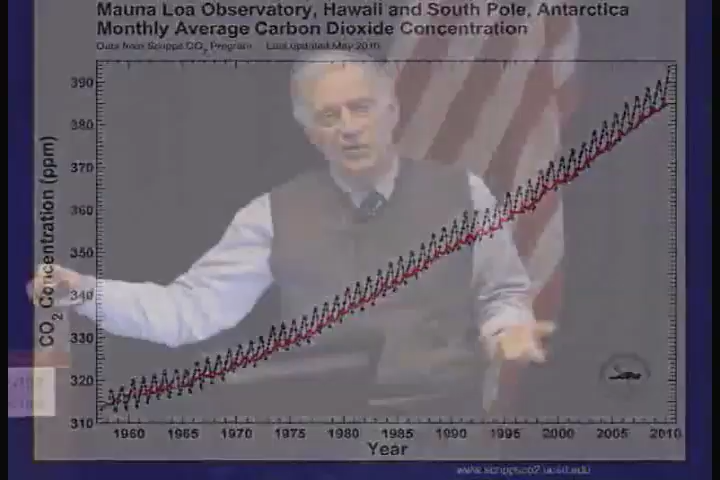 Mauna Loa Observatory, Hawaii and South Pole, Antarctica
Monthly Average Carbon Dioxide Concentration
Data from Scripps CO2 Program Last updated May 2010
390
380
370
360
350
340
330
320
310
CO2 Concentration (ppm)
1960 1965 1970 1975 1980 1985 1990 1995 2000 2005 2010
Year
www.scrippsco2.ucsd.edu